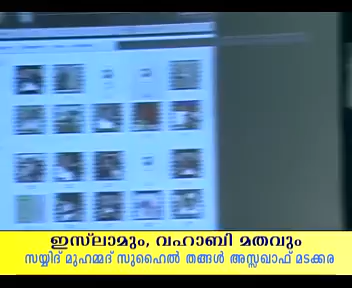 ഇസ്‌ലാമും, വഹാബി മതവും
സയ്യിദ് മുഹമ്മദ് സുഹൈൽ തങ്ങൾ അസ്സഖാഫ് മടക്കര